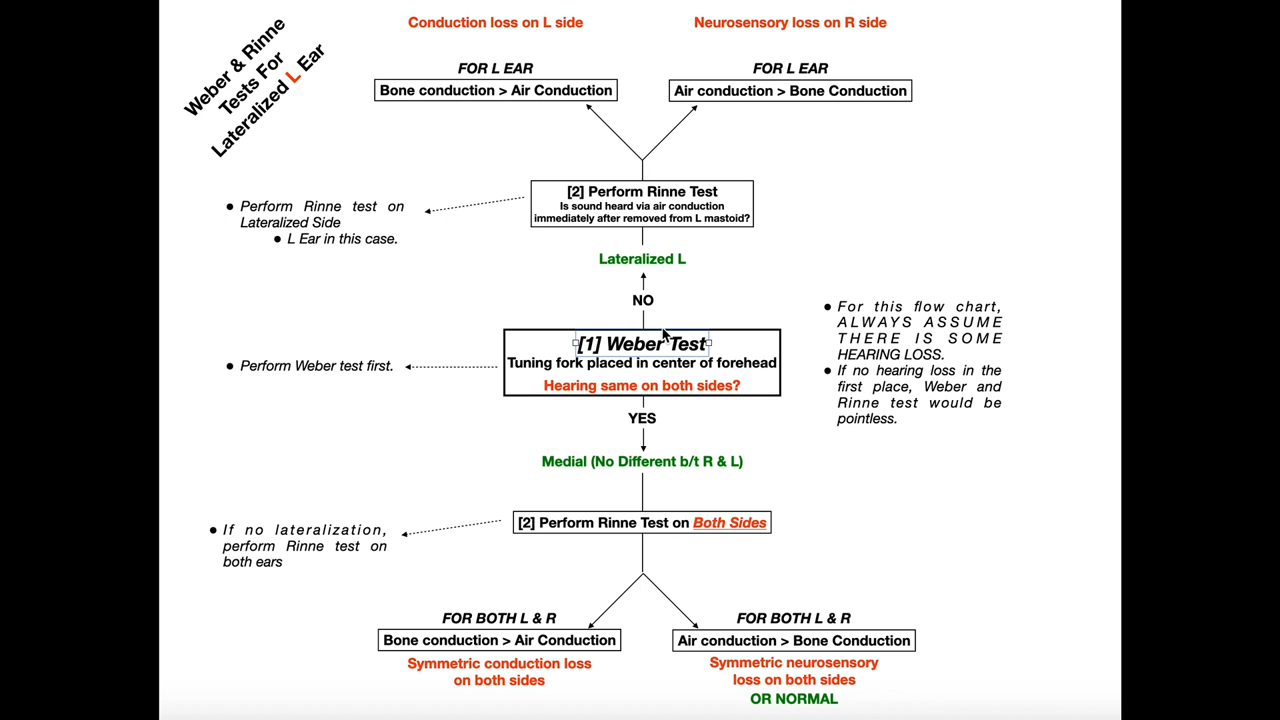 Weber & Rinne
Tests For
Lateralized L Ear
Conduction loss on L side
Neurosensory loss on R side
FOR L EAR
Bone conduction > Air Conduction
FOR L EAR
Air conduction > Bone Conduction
[2] Perform Rinne Test
Is sound heard via air conduction
immediately after removed from L mastoid?
● Perform Rinne test on
Lateralized Side
● L Ear in this case.
Lateralized L
NO
[1] Weber Test
Tuning fork placed in center of forehead
Hearing same on both sides?
● Perform Weber test first.
● For this flow chart,
ALWAYS ASSUME
THERE IS SOME
HEARING LOSS.
● If no hearing loss in the
first place, Weber and
Rinne test would be
pointless.
YES
Medial (No Different b/t R & L)
[2] Perform Rinne Test on Both Sides
● If no lateralization,
perform Rinne test on
both ears
FOR BOTH L & R
Bone conduction > Air Conduction
Symmetric conduction loss
on both sides
FOR BOTH L & R
Air conduction > Bone Conduction
Symmetric neurosensory
loss on both sides
OR NORMAL